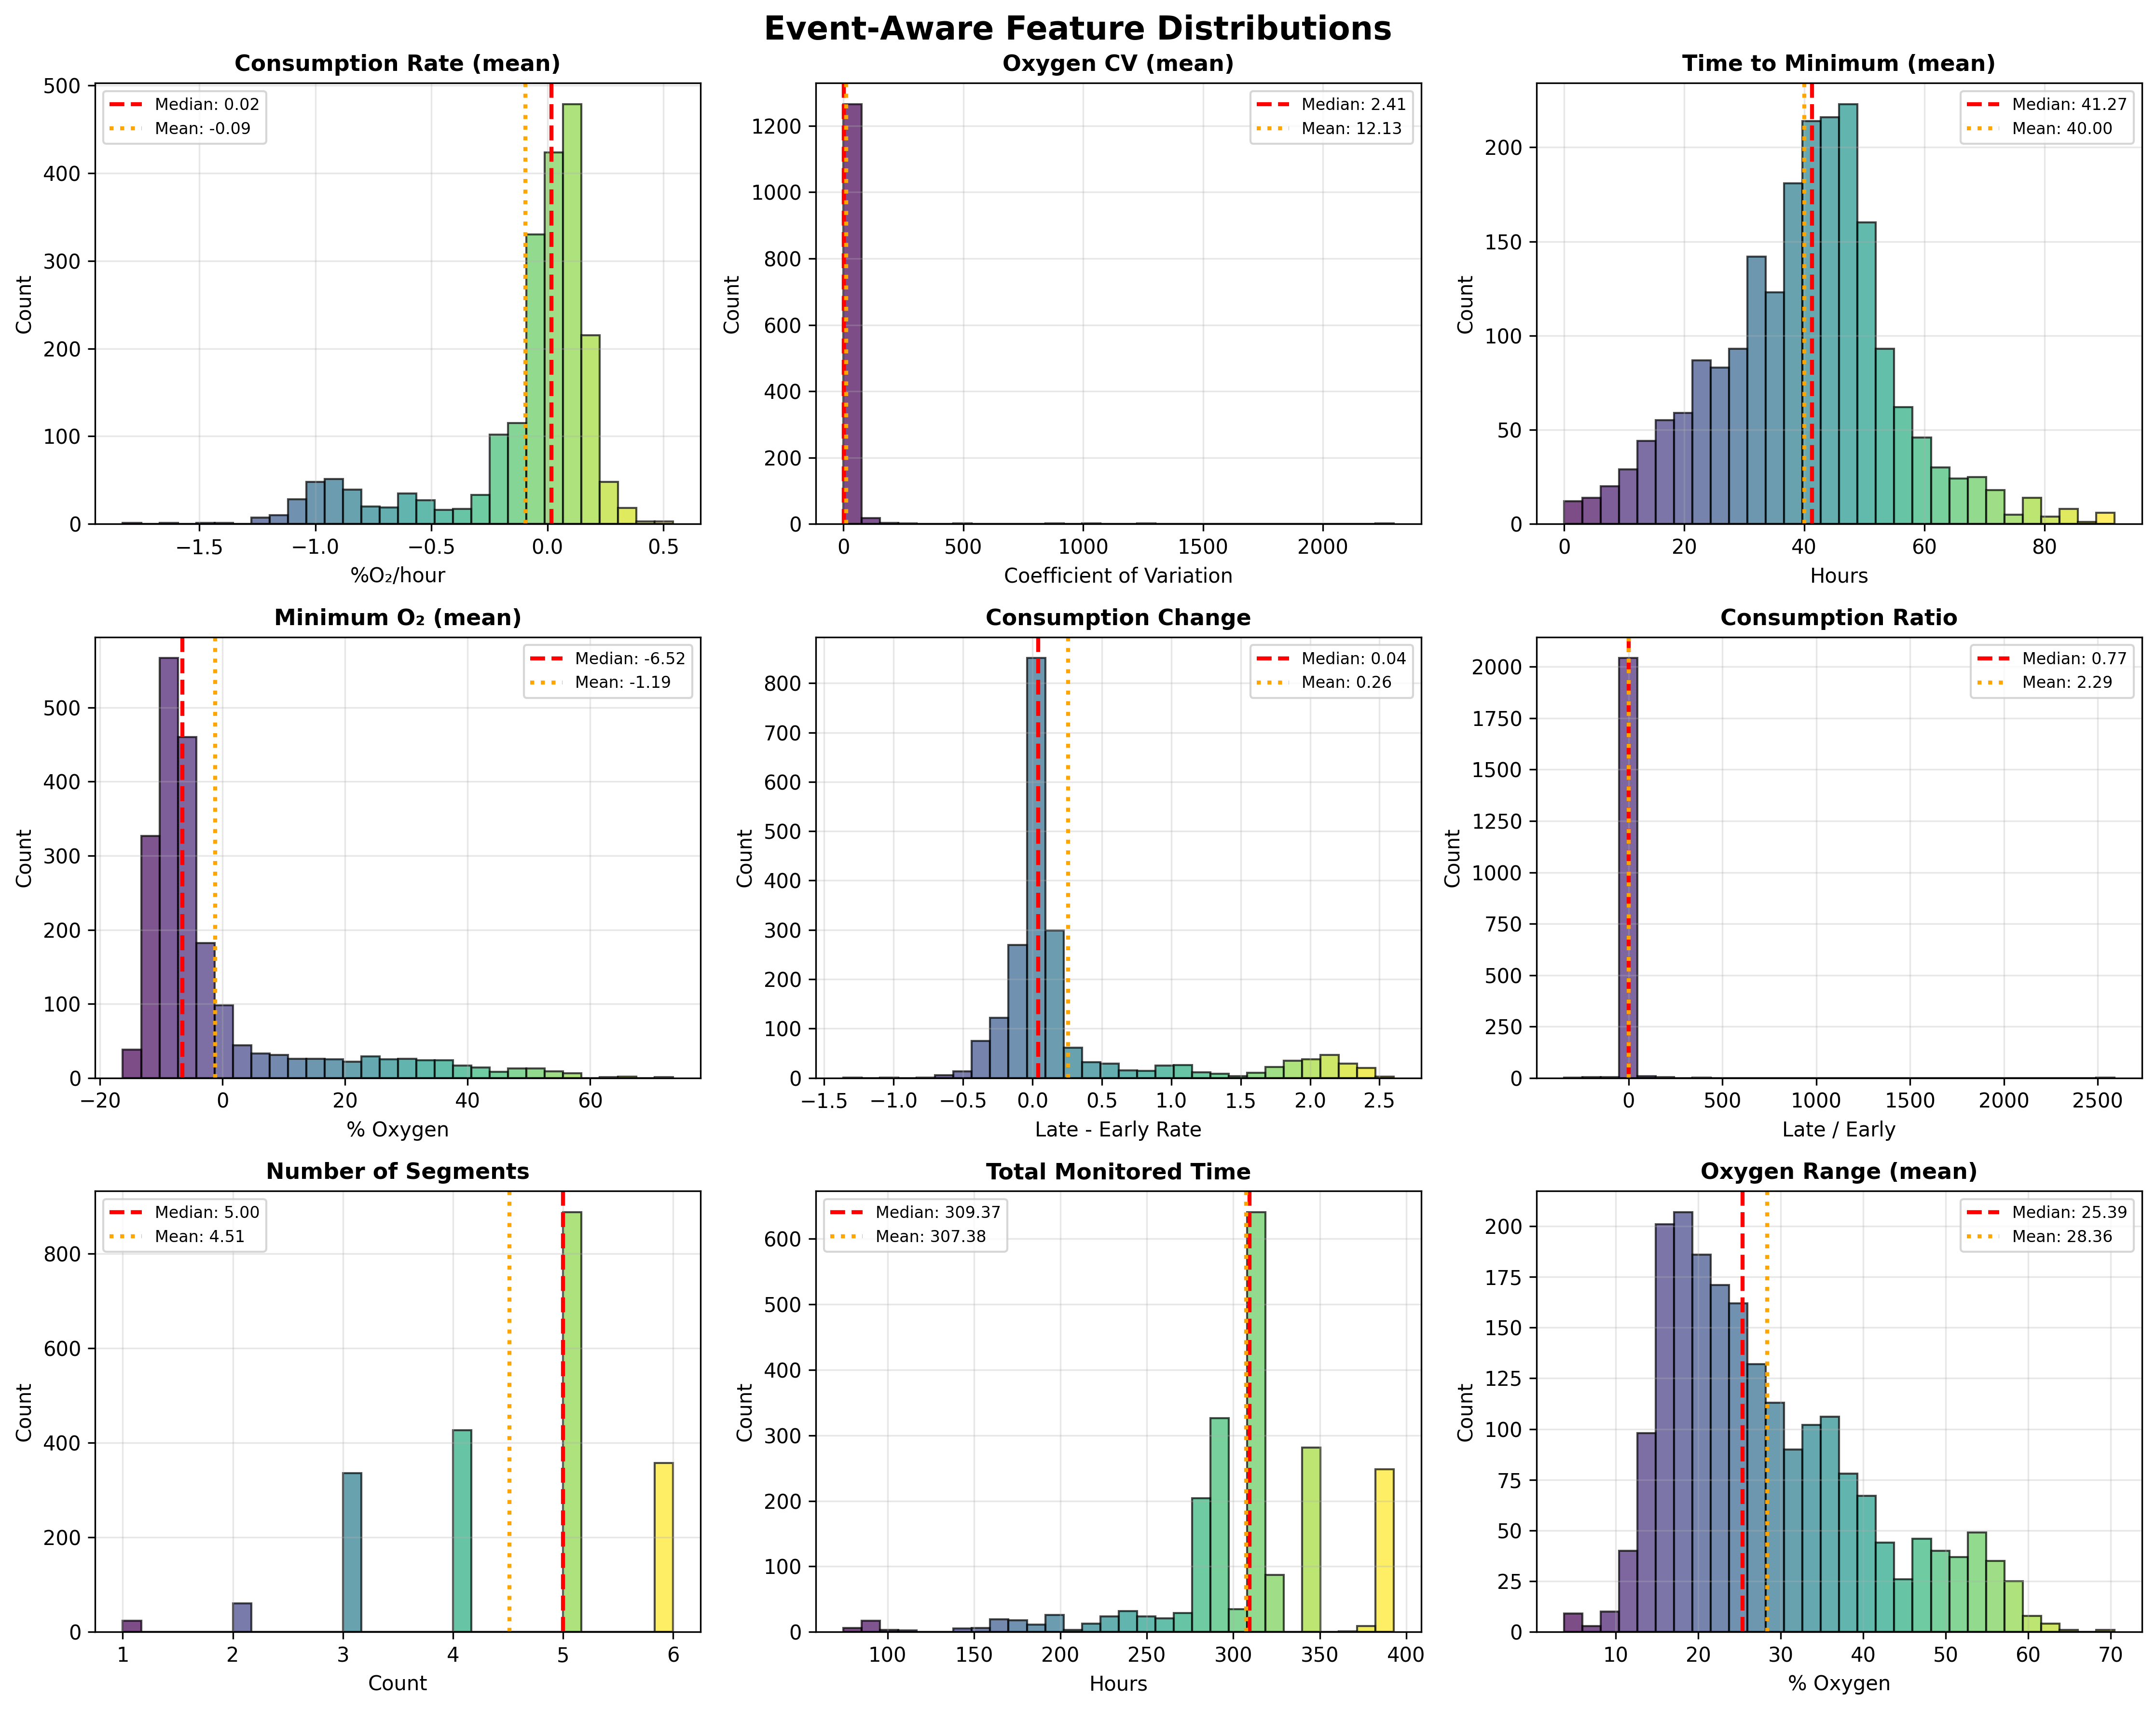 Event-Aware Feature Distributions
Consumption Rate (mean)
500
400
300
200
100
0
Count
−1.5
−1.0
−0.5
0.0
0.5
%O₂/hour
Median: 0.02
Mean: -0.09
Oxygen CV (mean)
1200
1000
800
600
400
200
0
Count
0
500
1000
1500
2000
Coefficient of Variation
Median: 2.41
Mean: 12.13
Time to Minimum (mean)
200
150
100
50
0
Count
0
20
40
60
80
Hours
Median: 41.27
Mean: 40.00
Minimum O₂ (mean)
500
400
300
200
100
0
Count
−20
0
20
40
60
% Oxygen
Median: -6.52
Mean: -1.19
Consumption Change
800
700
600
500
400
300
200
100
0
Count
−1.5
−1.0
−0.5
0.0
0.5
1.0
1.5
2.0
2.5
Late - Early Rate
Median: 0.04
Mean: 0.26
Consumption Ratio
2000
1750
1500
1250
1000
750
500
250
0
Count
0
500
1000
1500
2000
2500
Late / Early
Median: 0.77
Mean: 2.29
Number of Segments
800
600
400
200
0
Count
1
2
3
4
5
6
Count
Median: 5.00
Mean: 4.51
Total Monitored Time
600
500
400
300
200
100
0
Count
100
150
200
250
300
350
400
Hours
Median: 309.37
Mean: 307.38
Oxygen Range (mean)
200
175
150
125
100
75
50
25
0
Count
10
20
30
40
50
60
70
% Oxygen
Median: 25.39
Mean: 28.36